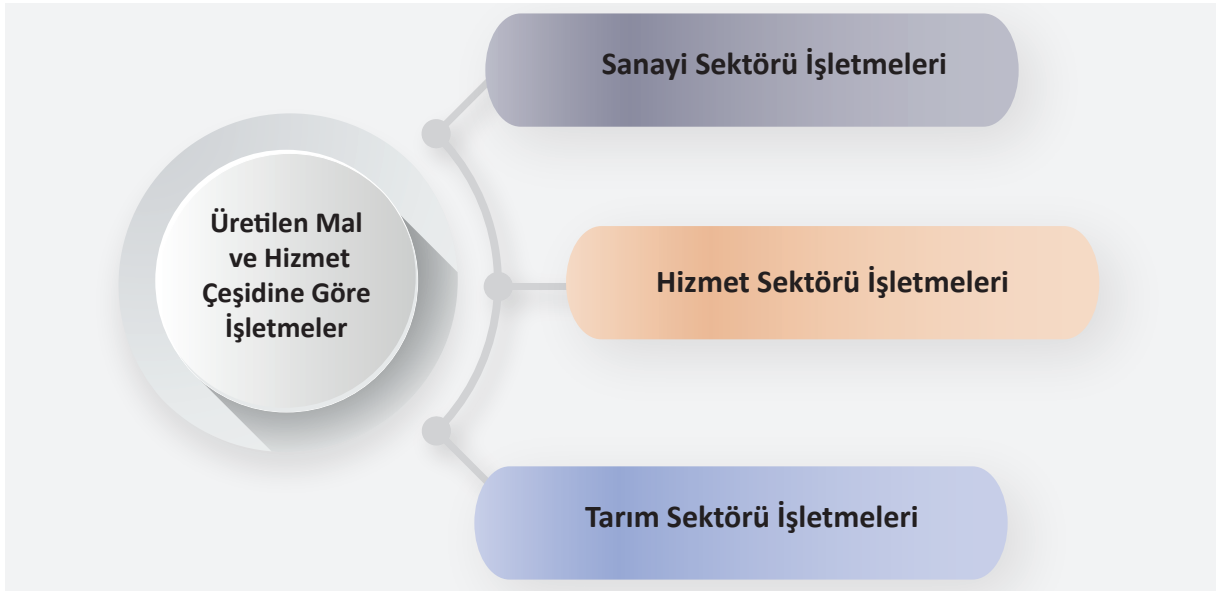 Sanayi Sektörü İşletmeleri
Üretilen Mal
ve Hizmet
Çeşidine Göre
İşletmeler
Hizmet Sektörü İşletmeleri
Tarım Sektörü İşletmeleri